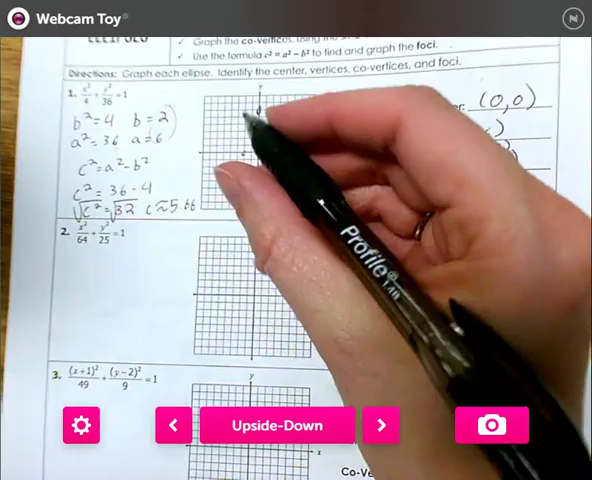 Webcam Toy
✓ Graph the co-vertices, using the
✓ Use the formula c² = a² - b² to find and graph the foci.
Directions: Graph each ellipse. Identify the center, vertices, co-vertices, and foci.
1. x²/4 + y²/36 = 1
b² = 4 b = 2
a² = 36 a = 6
c² = a² - b²
c² = 36 - 4
√c² = √32 c ≈ 5.66
(0,0)
y
2. x²/64 + y²/25 = 1
Profile®
1.4B
3. (x+1)²/49 + (y-2)²/9 = 1
y
x
Upside-Down
Co-Ve